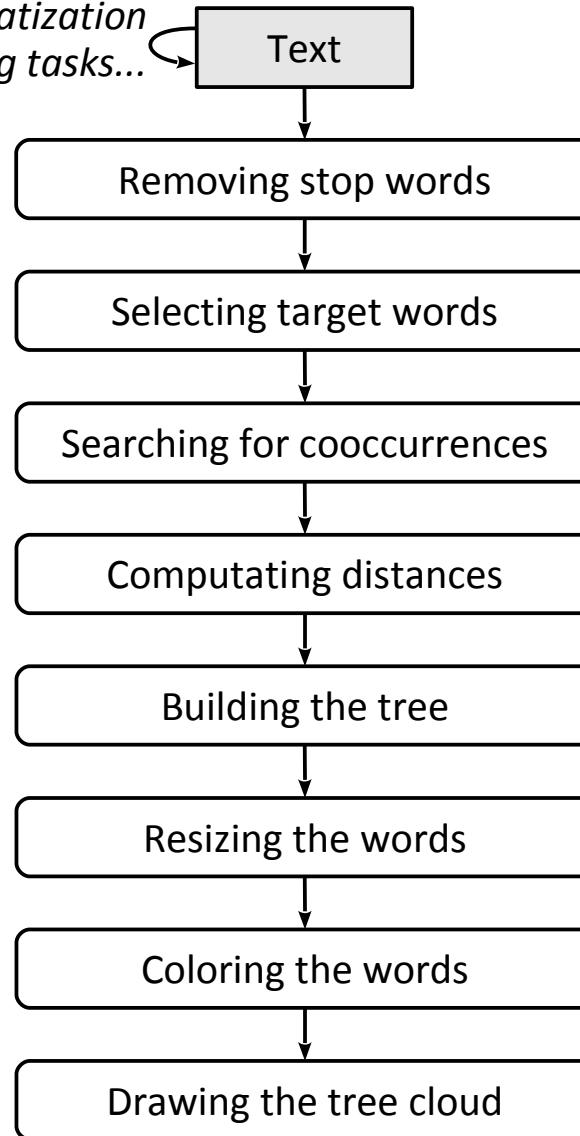 tasks...
Text
Removing stop words
Selecting target words
Searching for cooccurrences
Computating distances
Building the tree
Resizing the words
Coloring the words
Drawing the tree cloud